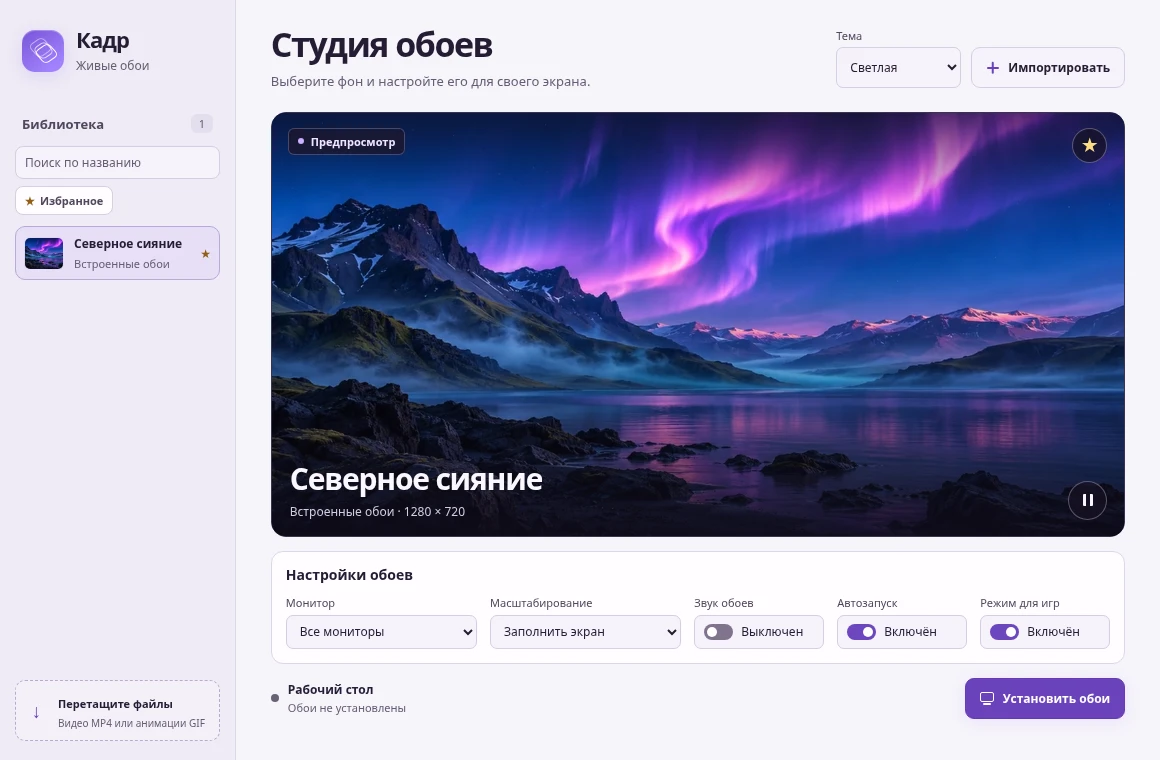 Кадр
Живые обои
Библиотека
1
Поиск по названию
★ Избранное
Северное сияние
Встроенные обои
★
↓
Перетащите файлы
Видео MP4 или анимации GIF
Студия обоев
Выберите фон и настройте его для своего экрана.
Тема
Светлая
Импортировать
Предпросмотр
★
Северное сияние
Встроенные обои · 1280 × 720
Настройки обоев
Монитор
Все мониторы
Масштабирование
Заполнить экран
Звук обоев
Выключен
Автозапуск
Включён
Режим для игр
Включён
Рабочий стол
Обои не установлены
Установить обои